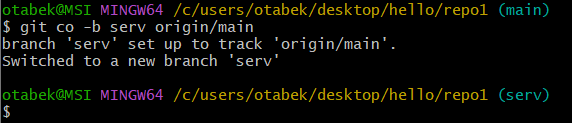 otabek@MSI MINGW64 /c/users/otabek/desktop/hello/repo1 (main)
$ git co -b serv origin/main
branch 'serv' set up to track 'origin/main'.
Switched to a new branch 'serv'
otabek@MSI MINGW64 /c/users/otabek/desktop/hello/repo1 (serv)
$